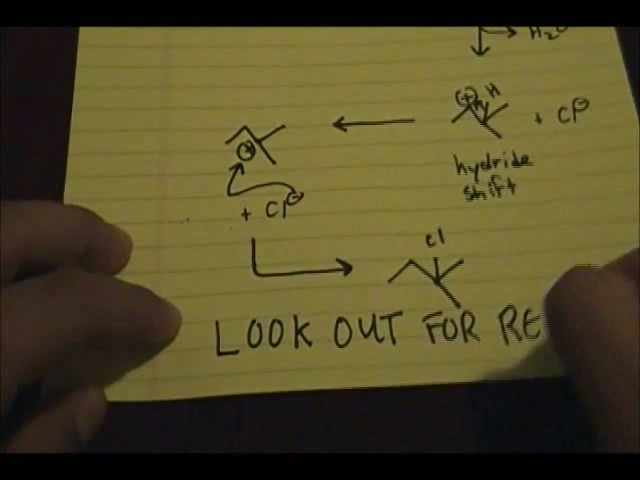 H₂O
⊕ H
+ Cl⊖
hydride
shift
⊕
+ Cl⊖
Cl
LOOK OUT FOR RE